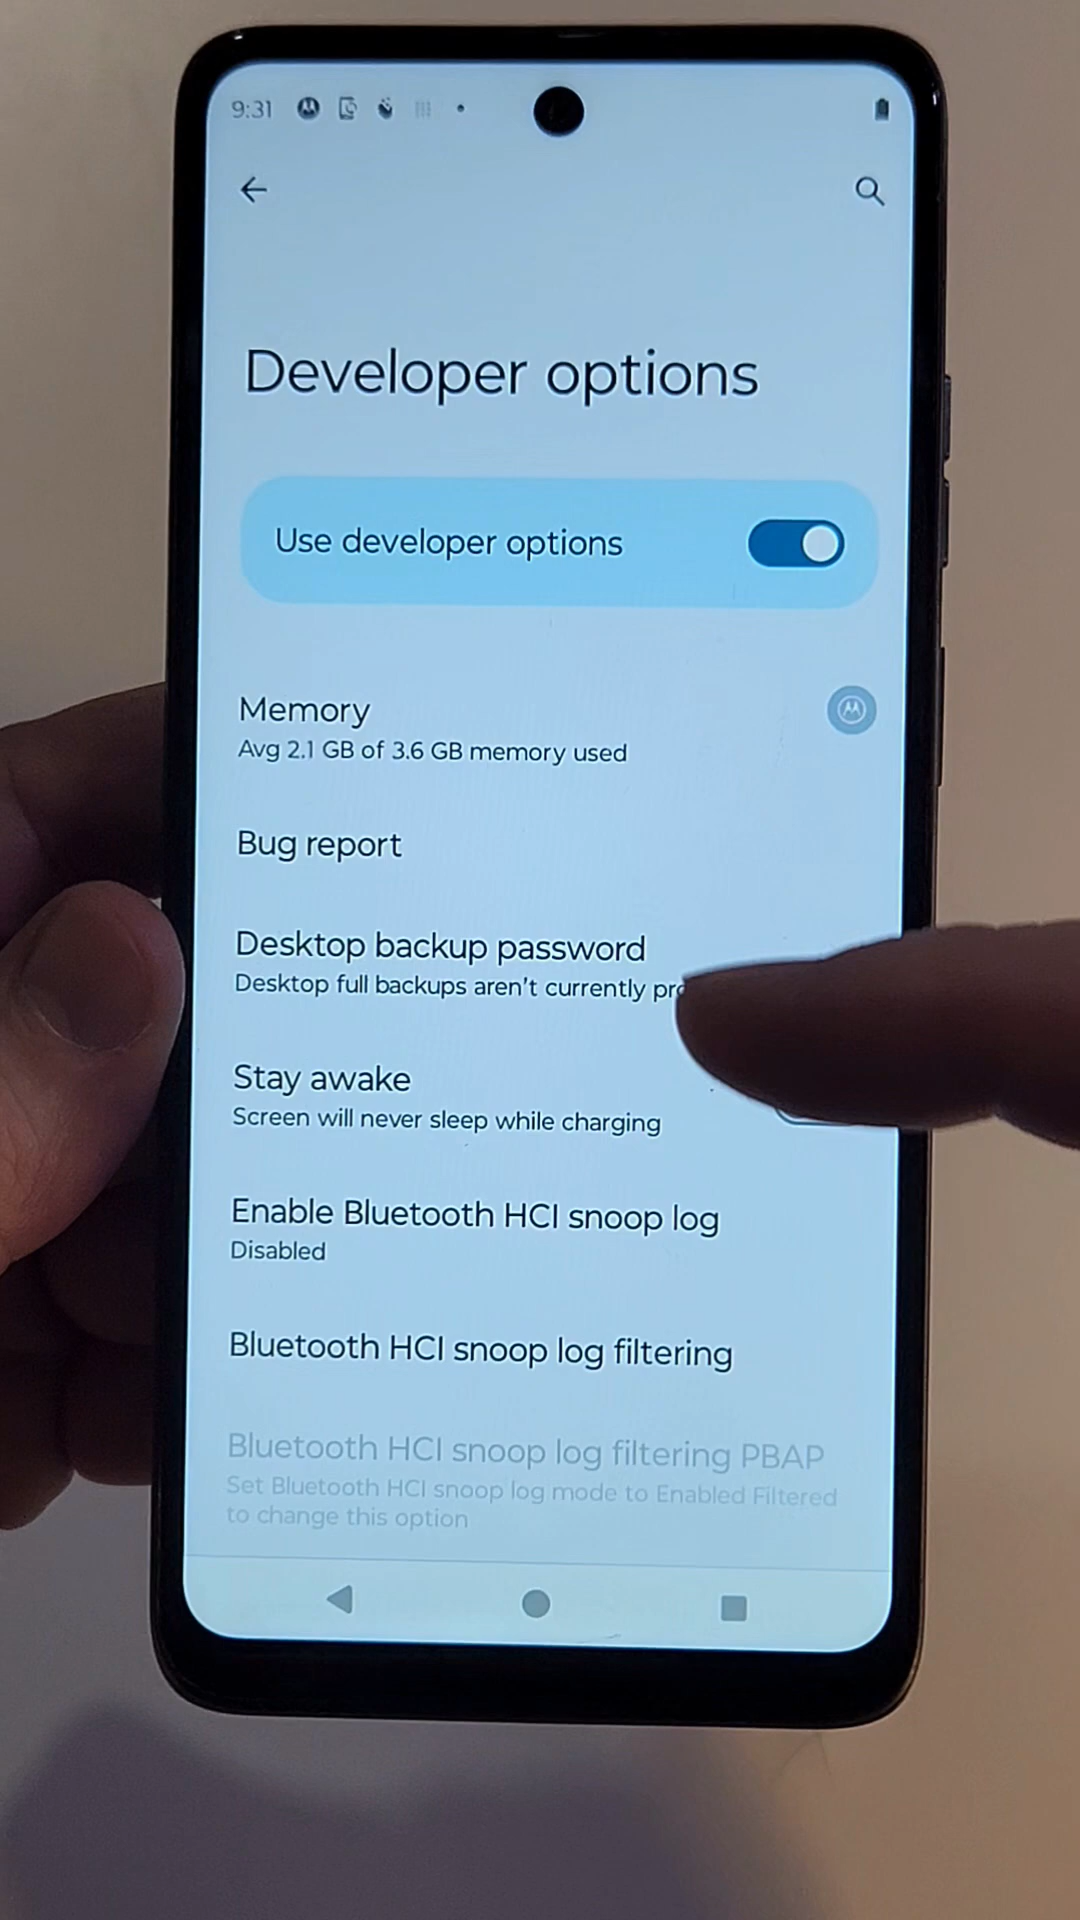 9:31
Developer options
Use developer options
Memory
Avg 2.1 GB of 3.6 GB memory used
Bug report
Desktop backup password
Desktop full backups aren't currently
Stay awake
Screen will never sleep while charging
Enable Bluetooth HCI snoop log
Disabled
Bluetooth HCI snoop log filtering
Bluetooth HCI snoop log filtering PBAP
Set Bluetooth HCI snoop log mode to Enabled Filtered
to change this option